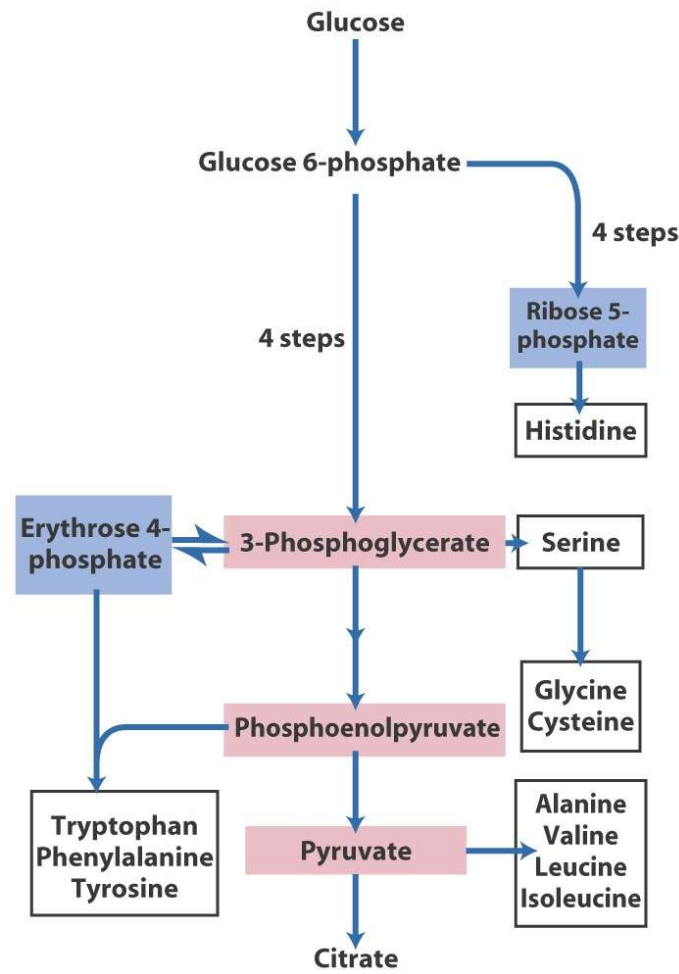 Glucose
Glucose 6-phosphate
4 steps
Ribose 5-
phosphate
4 steps
Histidine
Erythrose 4-
phosphate
3-Phosphoglycerate
Serine
Glycine
Cysteine
Phosphoenolpyruvate
Tryptophan
Phenylalanine
Tyrosine
Pyruvate
Alanine
Valine
Leucine
Isoleucine
Citrate